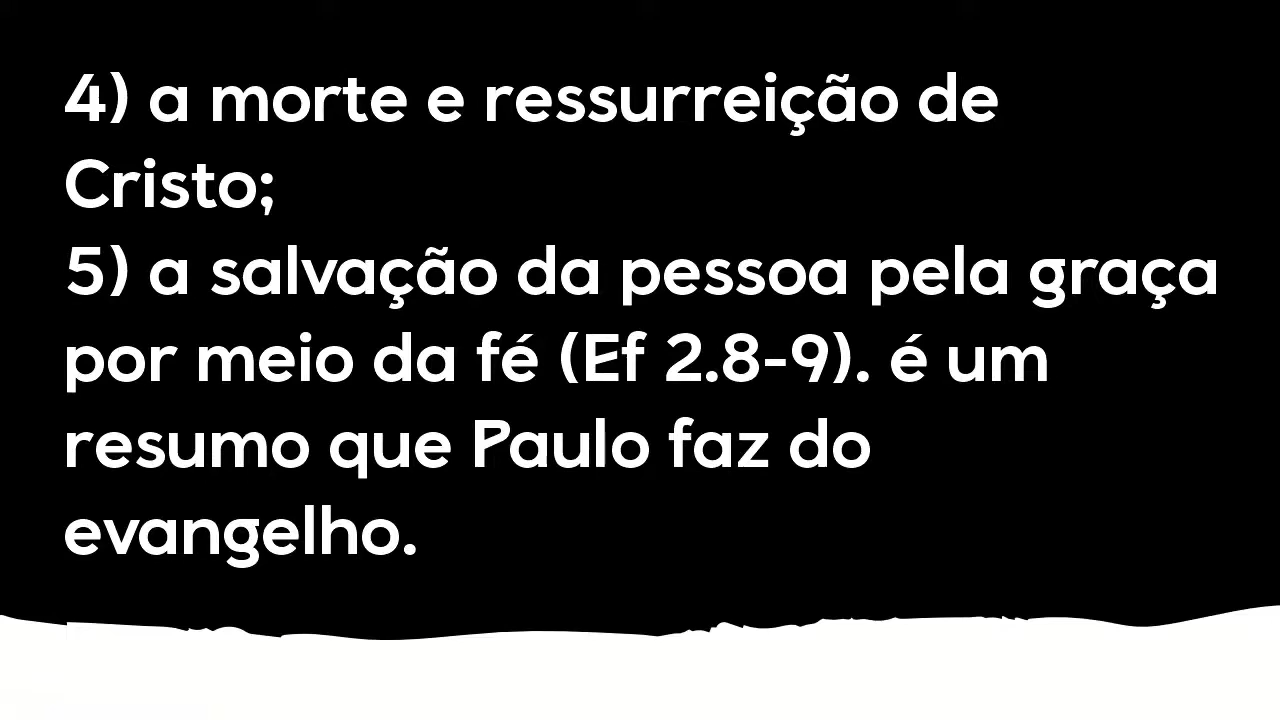 4) a morte e ressurreição de
Cristo;
5) a salvação da pessoa pela graça
por meio da fé (Ef 2.8-9). é um
resumo que Paulo faz do
evangelho.